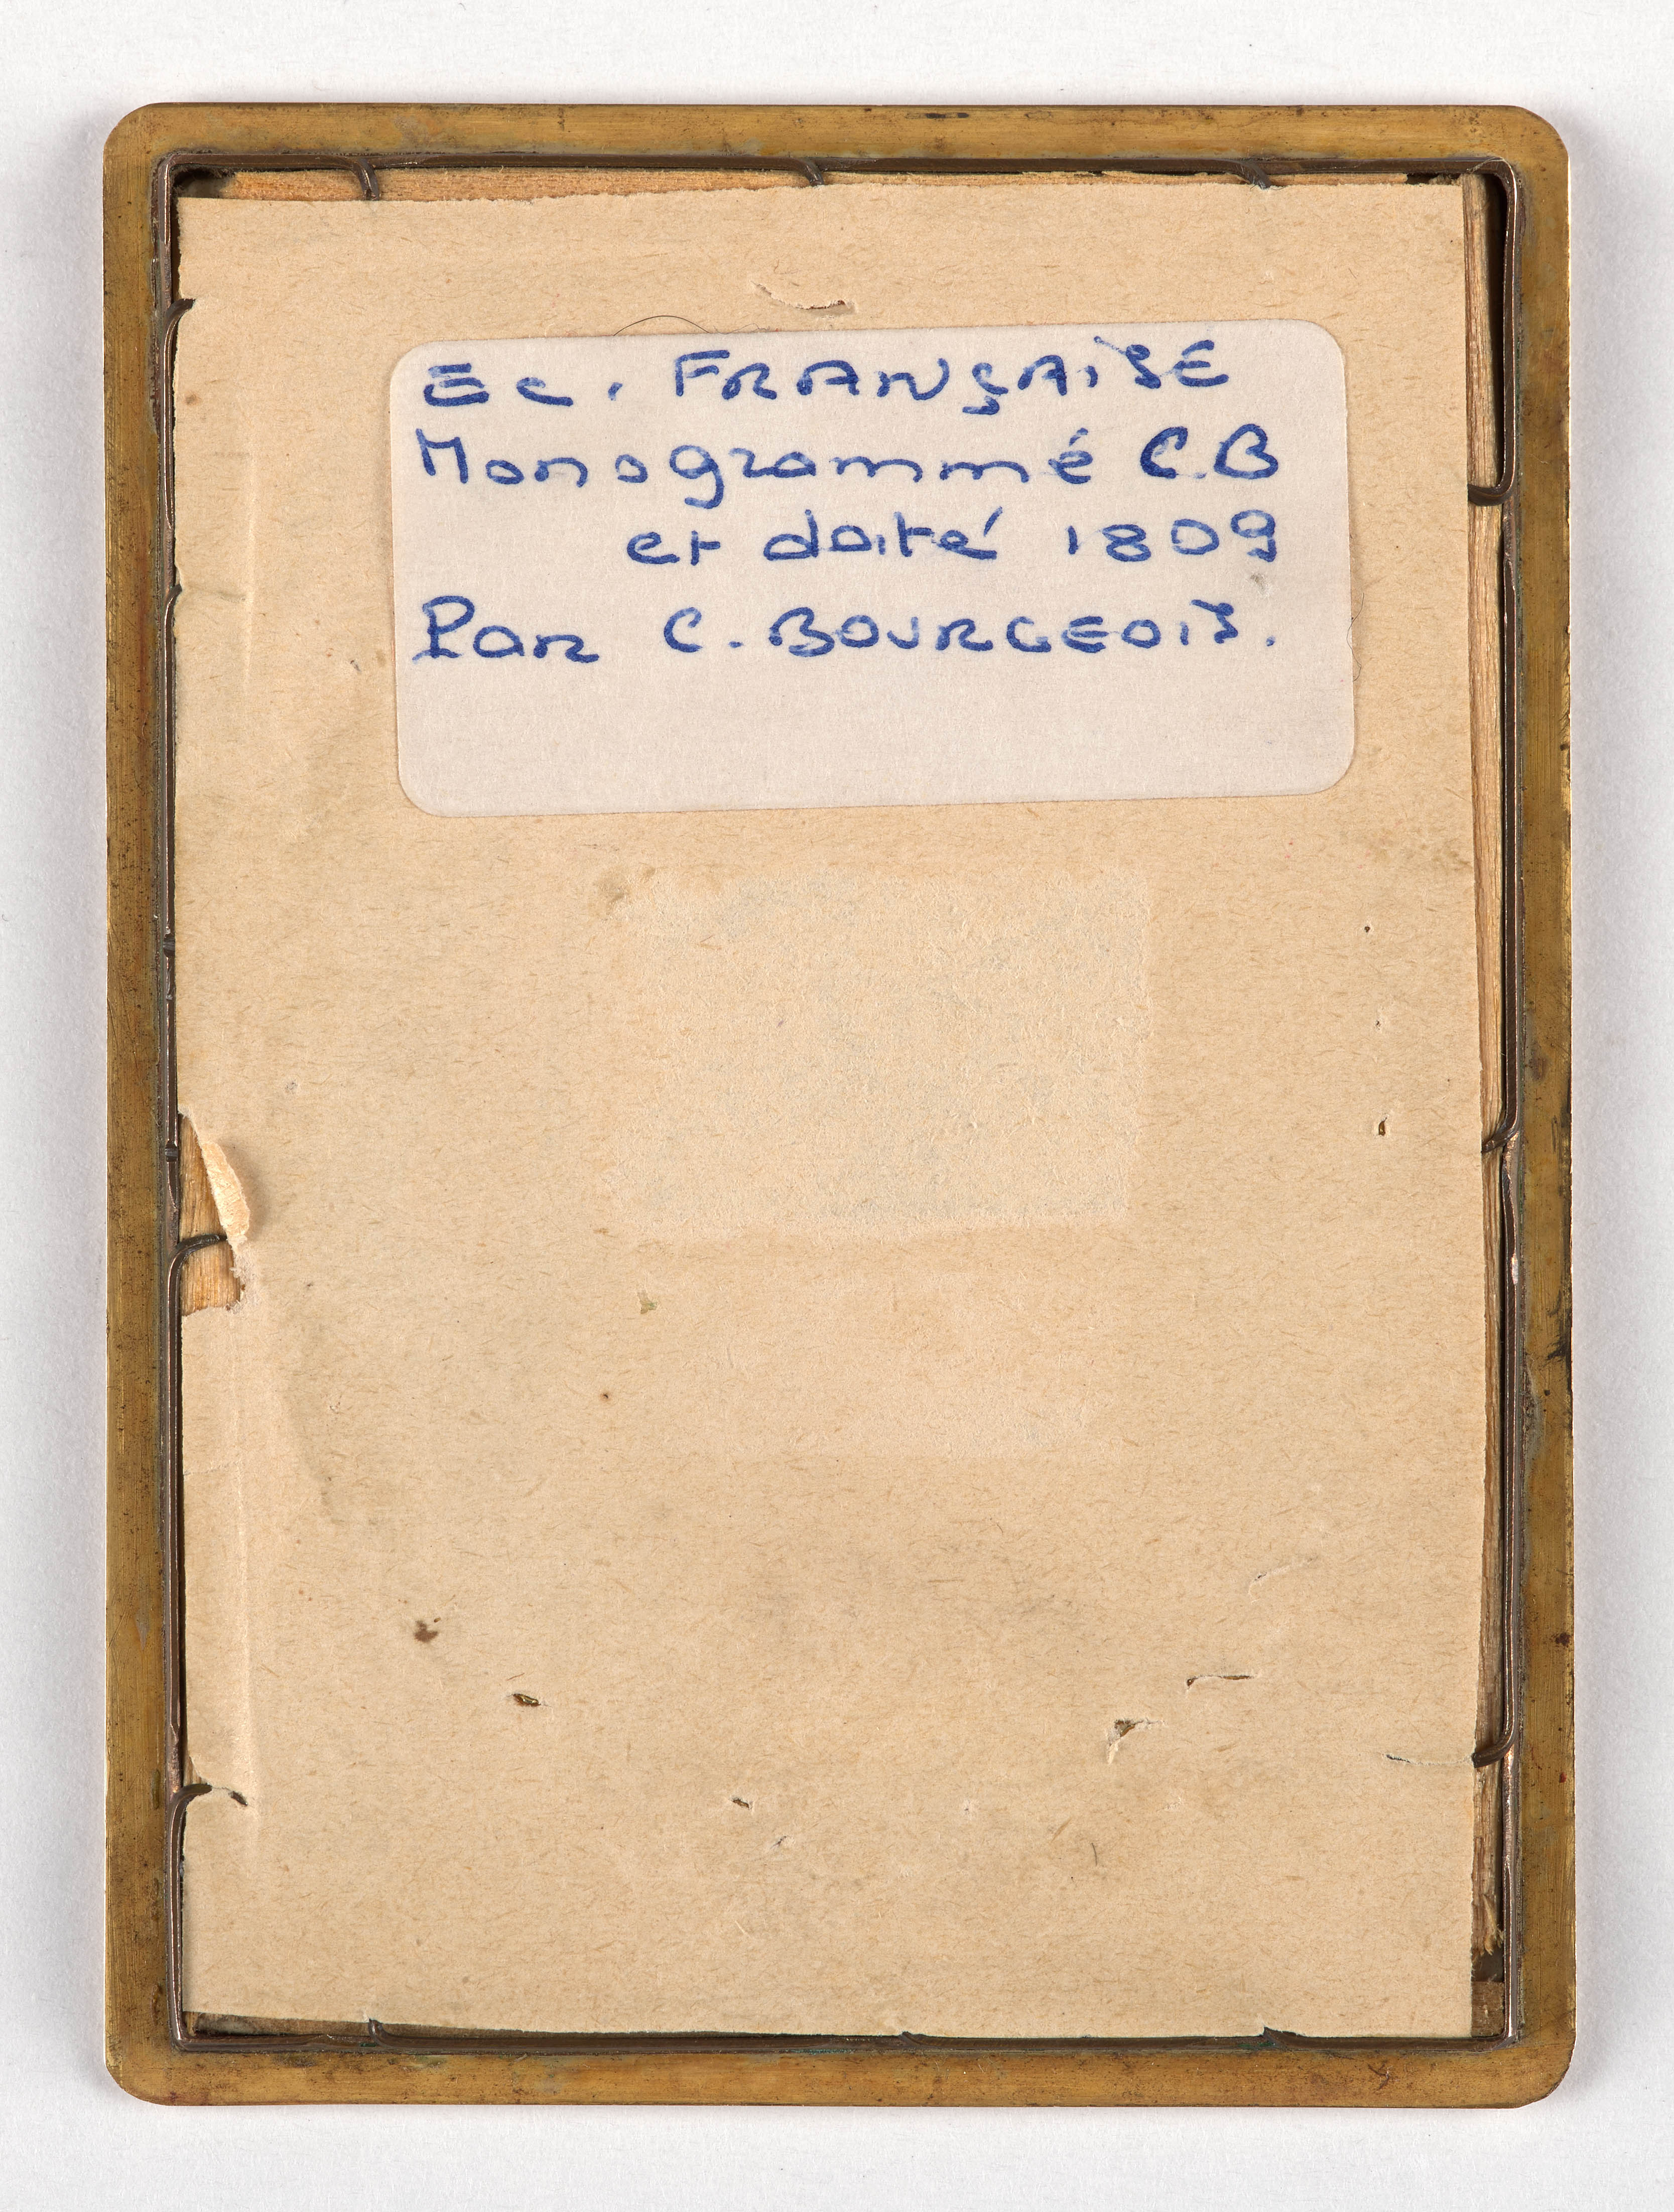 Ec. FRANÇAISE
Monogrammé C.B
et daté 1809
Par C. BOURGEOIS.